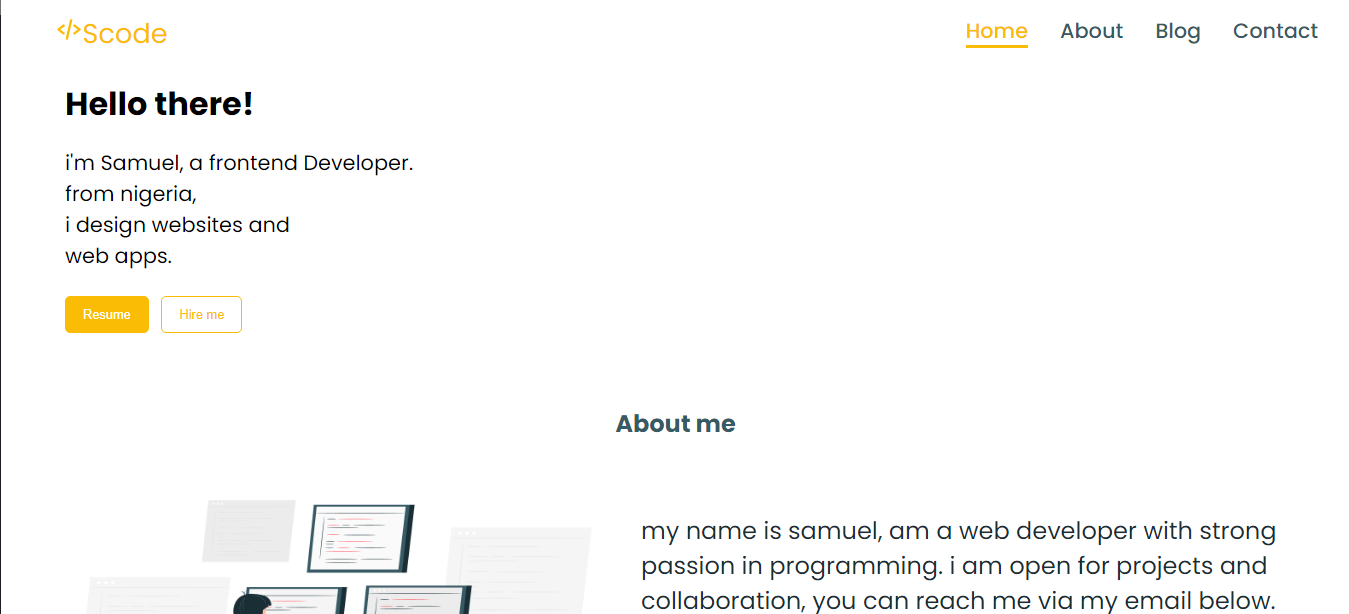 </>Scode
Home About Blog Contact
Hello there!
i'm Samuel, a frontend Developer.
from nigeria,
i design websites and
web apps.
Resume Hire me
About me
my name is samuel, am a web developer with strong
passion in programming. i am open for projects and
collaboration, you can reach me via my email below.